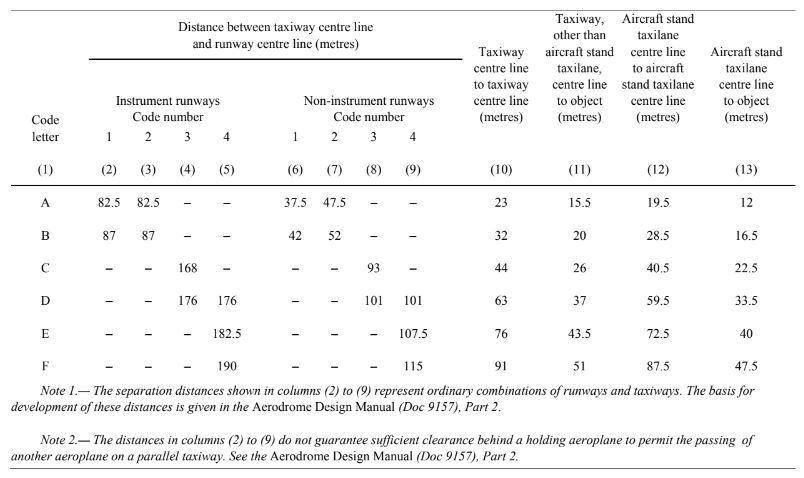 Distance between taxiway centre line
and runway centre line (metres)
Taxiway
centre line
to taxiway
centre line
(metres)
Taxiway,
other than
aircraft stand
taxilane,
centre line
to object
(metres)
Aircraft stand
taxilane
centre line
to aircraft
stand taxilane
centre line
(metres)
Aircraft stand
taxilane
centre line
to object
(metres)
Instrument runways
Code number
Non-instrument runways
Code number
Code
letter
1 2 3 4 1 2 3 4
(1) (2) (3) (4) (5) (6) (7) (8) (9) (10) (11) (12) (13)
A 82.5 82.5 – – 37.5 47.5 – – 23 15.5 19.5 12
B 87 87 – – 42 52 – – 32 20 28.5 16.5
C – – 168 – – – 93 – 44 26 40.5 22.5
D – – 176 176 – – 101 101 63 37 59.5 33.5
E – – – 182.5 – – – 107.5 76 43.5 72.5 40
F – – – 190 – – – 115 91 51 87.5 47.5
Note 1.— The separation distances shown in columns (2) to (9) represent ordinary combinations of runways and taxiways. The basis for
development of these distances is given in the Aerodrome Design Manual (Doc 9157), Part 2.
Note 2.— The distances in columns (2) to (9) do not guarantee sufficient clearance behind a holding aeroplane to permit the passing of
another aeroplane on a parallel taxiway. See the Aerodrome Design Manual (Doc 9157), Part 2.